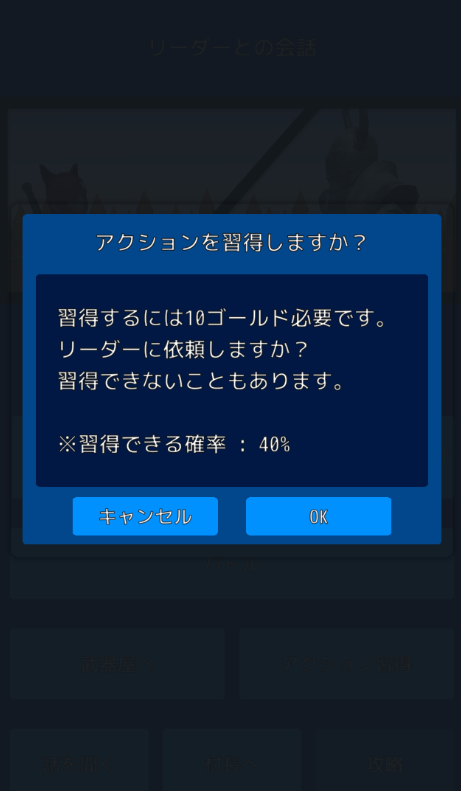 リーダーとの会話
アクションを習得しますか？
習得するには10ゴールド必要です。
リーダーに依頼しますか？
習得できないこともあります。
※習得できる確率 : 40%
キャンセル
OK
攻略